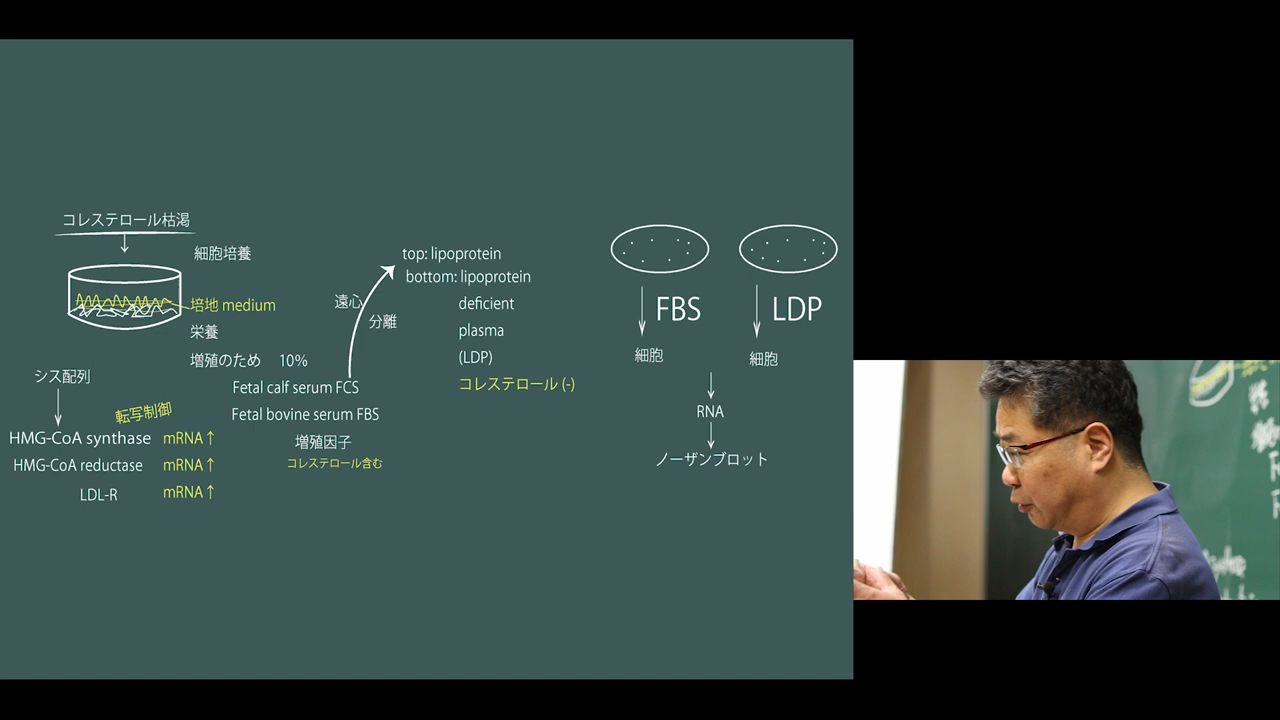 コレステロール枯渇
細胞培養
培地 medium
栄養
増殖のため 10%
Fetal calf serum FCS
Fetal bovine serum FBS
増殖因子
コレステロール含む
シス配列
転写制御
HMG-CoA synthase mRNA↑
HMG-CoA reductase mRNA↑
LDL-R mRNA↑
遠心
分離
top: lipoprotein
bottom: lipoprotein
deficient
plasma
(LDP)
コレステロール (-)
FBS
LDP
細胞
細胞
RNA
ノーザンブロット